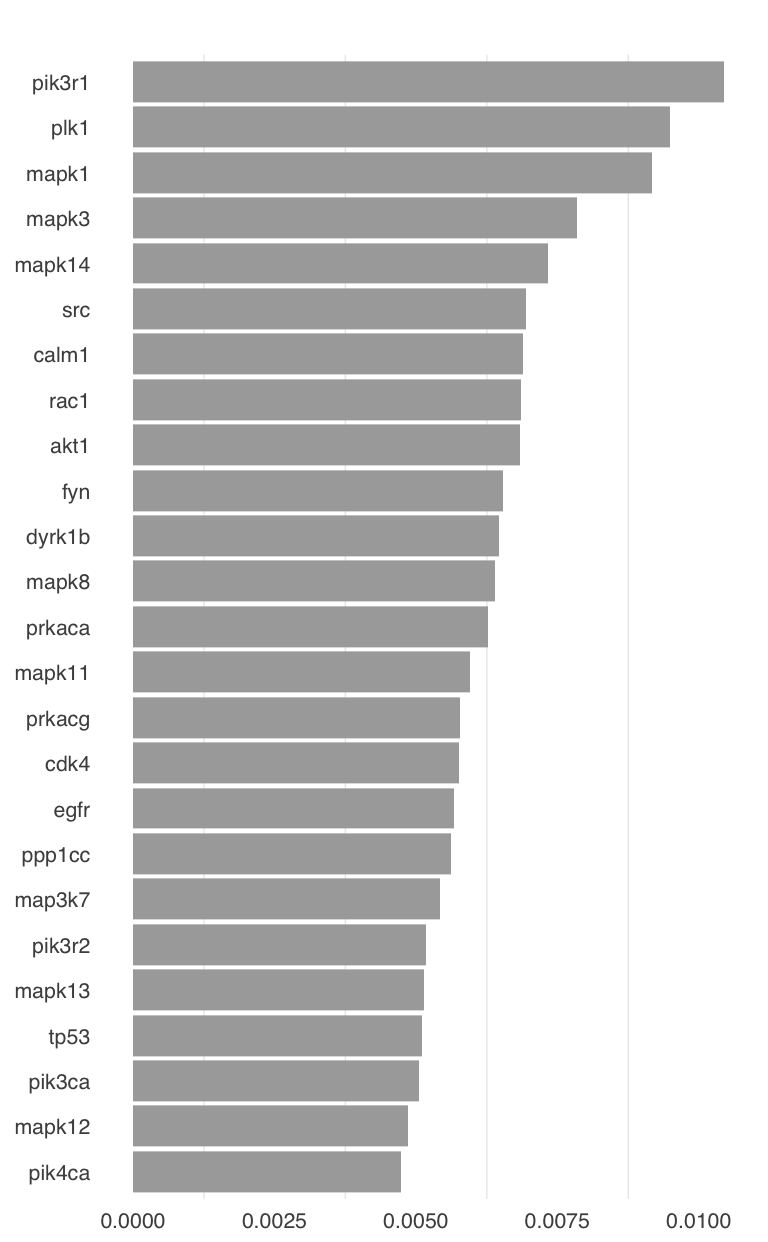 pik3r1
plk1
mapk1
mapk3
mapk14
src
calm1
rac1
akt1
fyn
dyrk1b
mapk8
prkaca
mapk11
prkacg
cdk4
egfr
ppp1cc
map3k7
pik3r2
mapk13
tp53
pik3ca
mapk12
pik4ca
0.0000 0.0025 0.0050 0.0075 0.0100